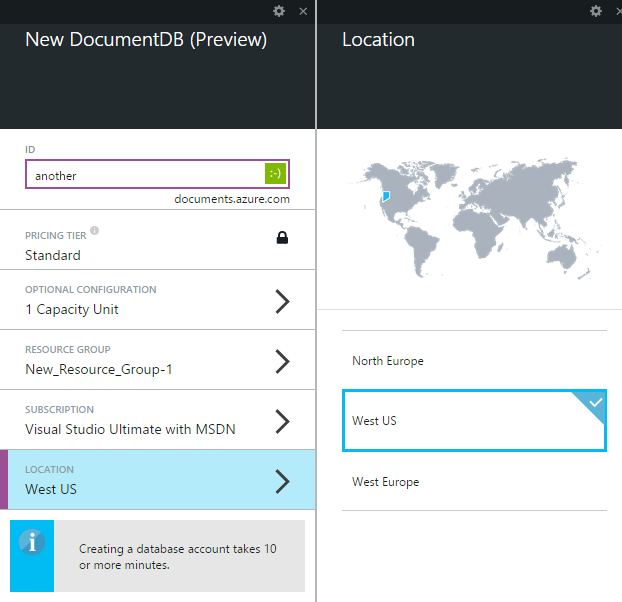 New DocumentDB (Preview)
ID
another
:-)
documents.azure.com
PRICING TIER
Standard
OPTIONAL CONFIGURATION
1 Capacity Unit
RESOURCE GROUP
New_Resource_Group-1
SUBSCRIPTION
Visual Studio Ultimate with MSDN
LOCATION
West US
Creating a database account takes 10
or more minutes.
Location
North Europe
West US
West Europe